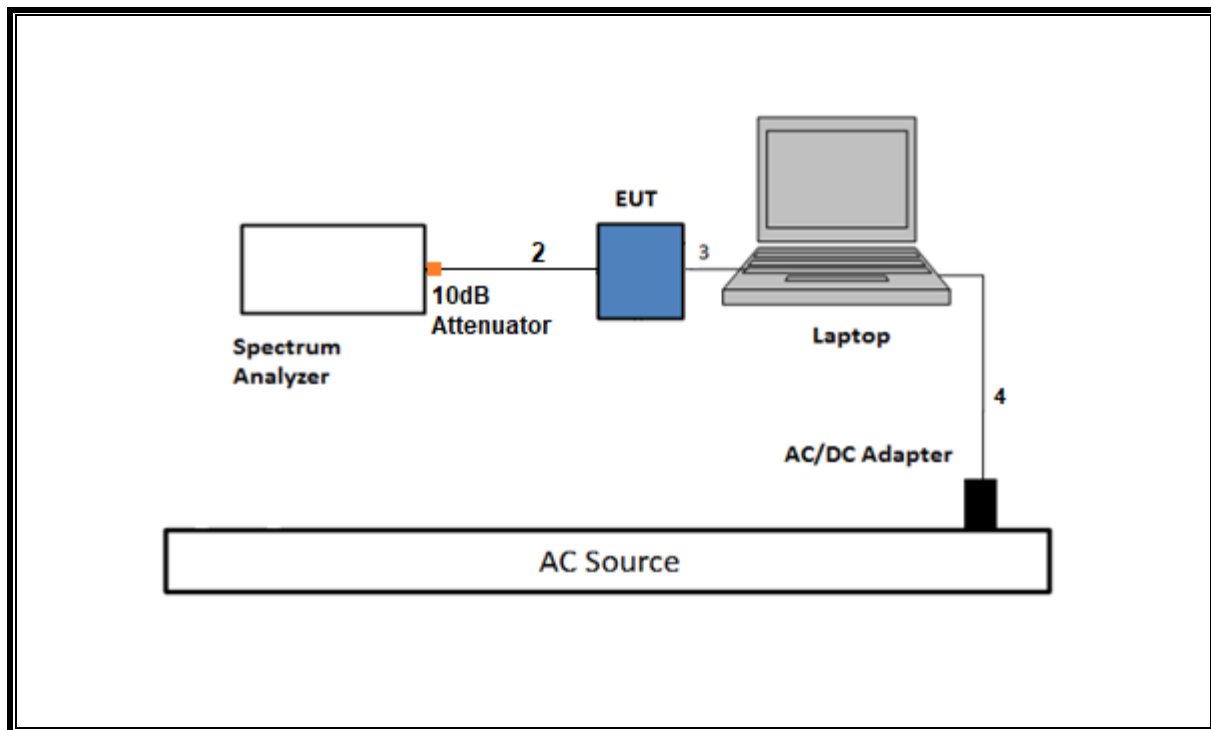 EUT
2
3
10dB
Attenuator
Spectrum
Analyzer
Laptop
4
AC/DC Adapter
AC Source